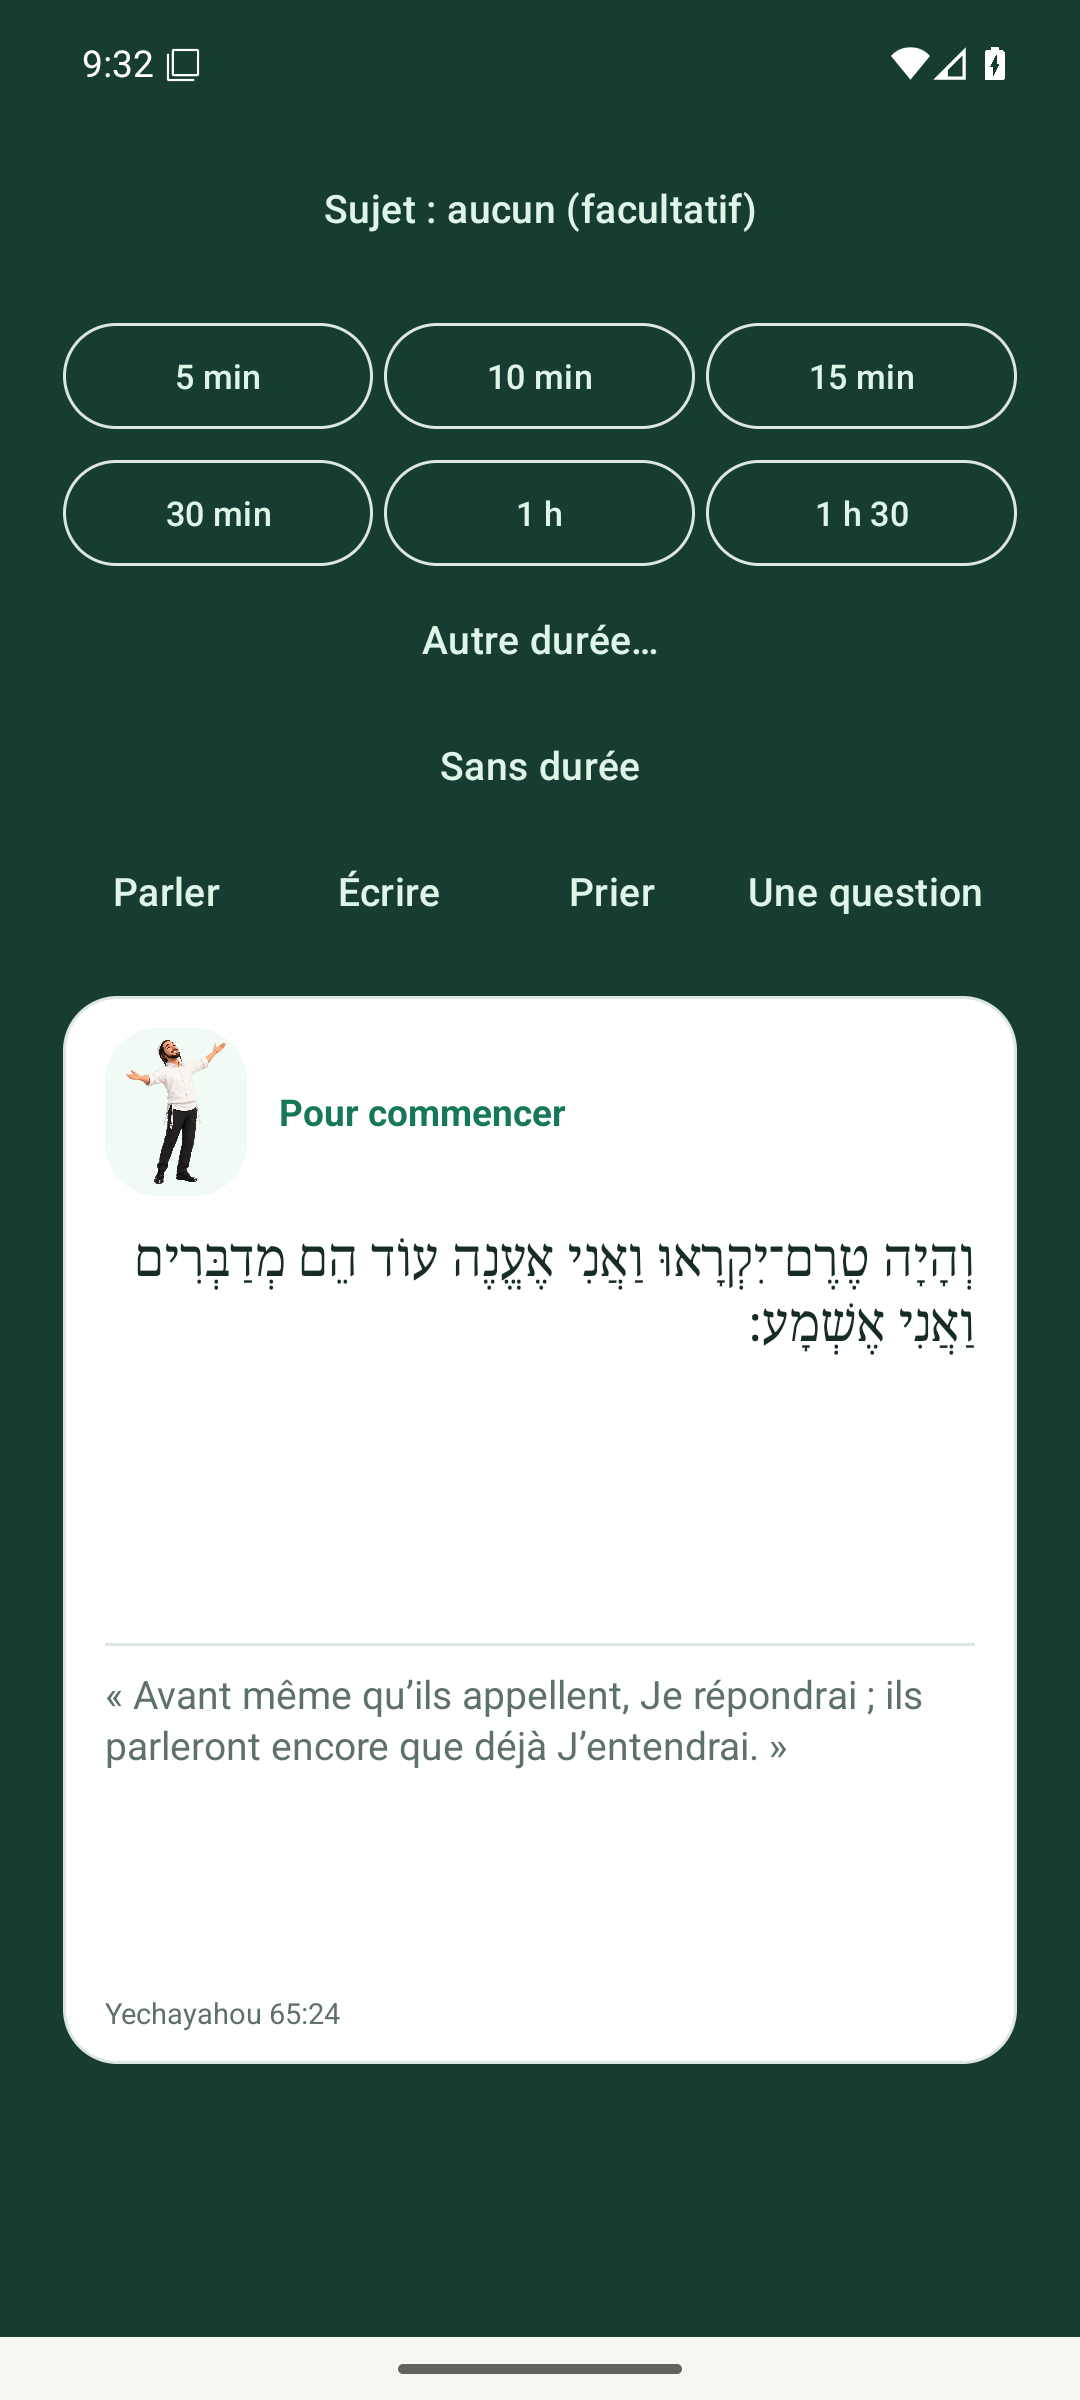 9:32
Sujet : aucun (facultatif)
5 min
10 min
15 min
30 min
1 h
1 h 30
Autre durée…
Sans durée
Parler
Écrire
Prier
Une question
Pour commencer
וְהָיָה טֶרֶם־יִקְרָאוּ וַאֲנִי אֶעֱנֶה עוֹד הֵם מְדַבְּרִים
וַאֲנִי אֶשְׁמָע:
« Avant même qu’ils appellent, Je répondrai ; ils
parleront encore que déjà J’entendrai. »
Yechayahou 65:24